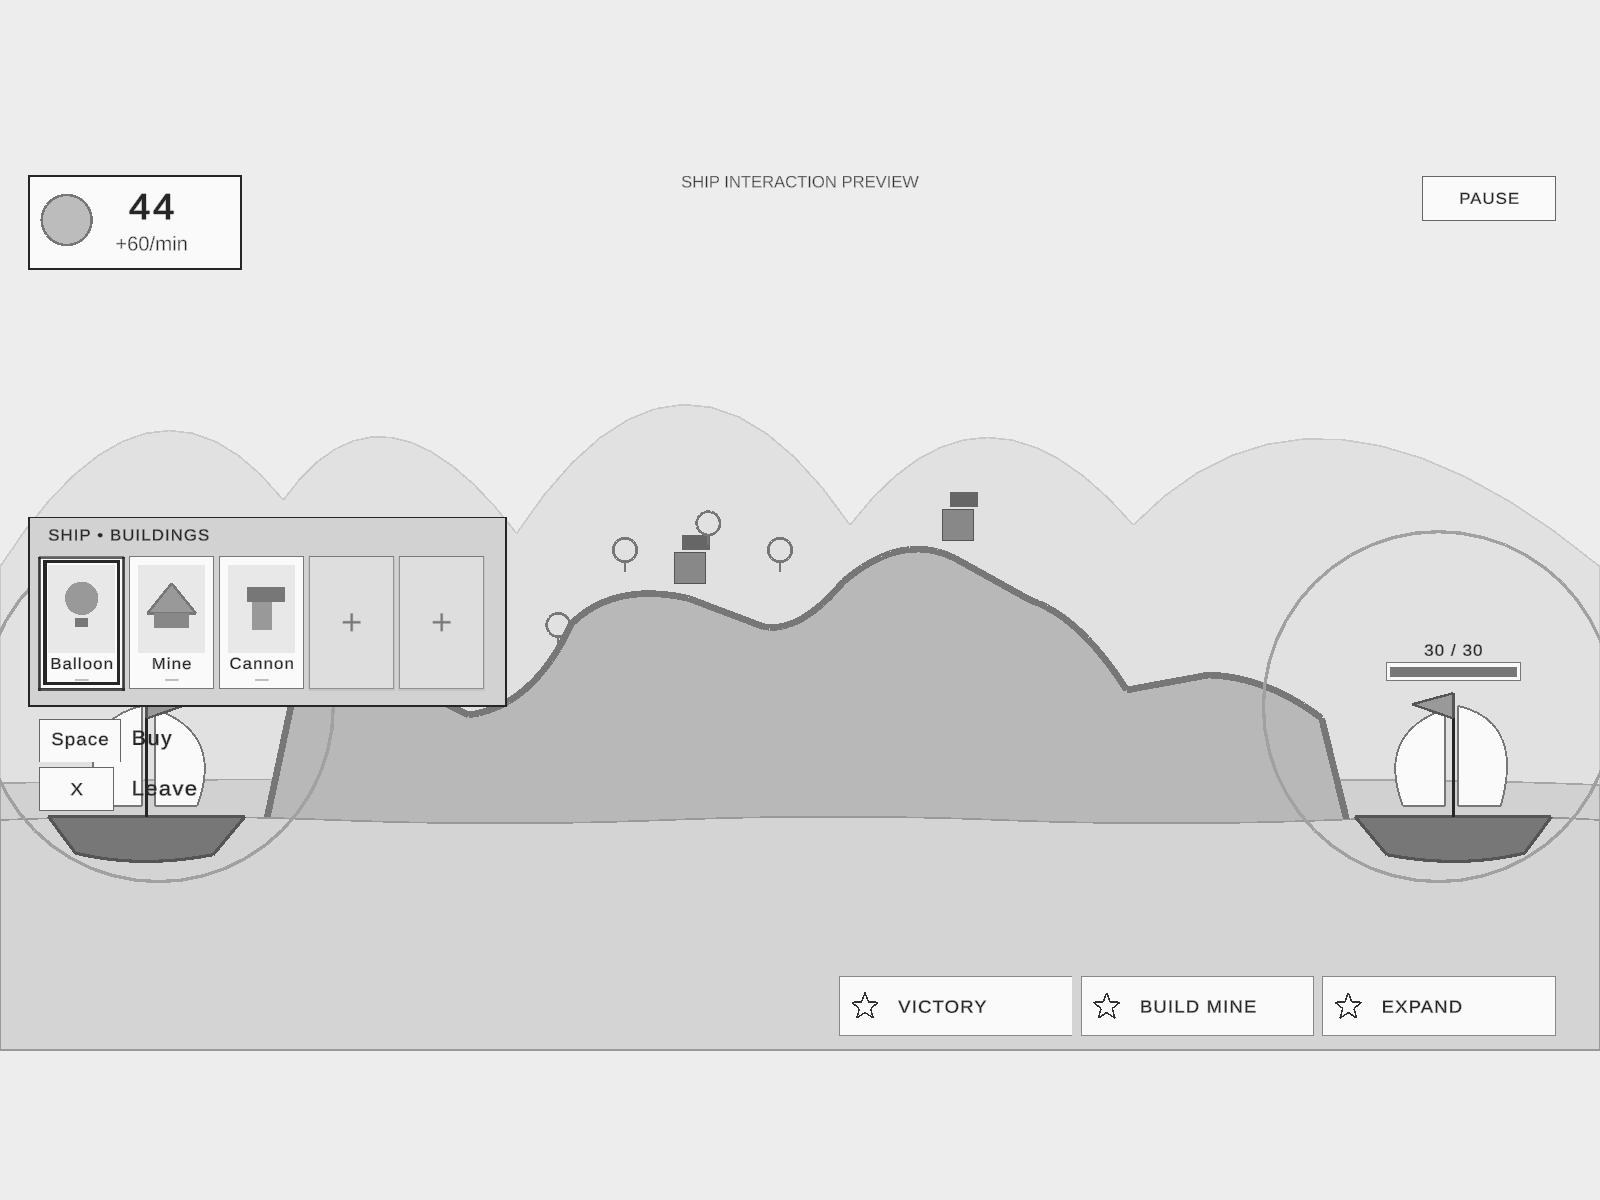 44
+60/min
SHIP INTERACTION PREVIEW
PAUSE
SHIP • BUILDINGS
Balloon
Mine
Cannon
+
+
Space Buy
X Leave
30 / 30
VICTORY
BUILD MINE
EXPAND